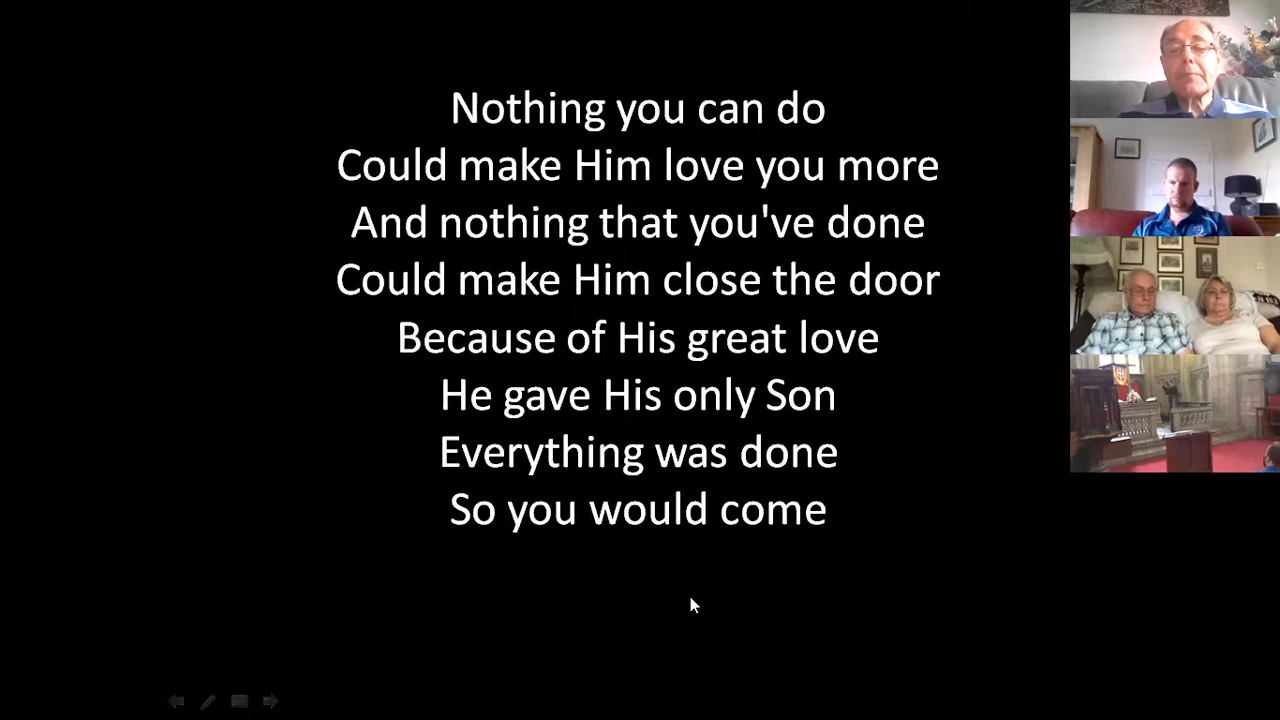 Nothing you can do
Could make Him love you more
And nothing that you've done
Could make Him close the door
Because of His great love
He gave His only Son
Everything was done
So you would come